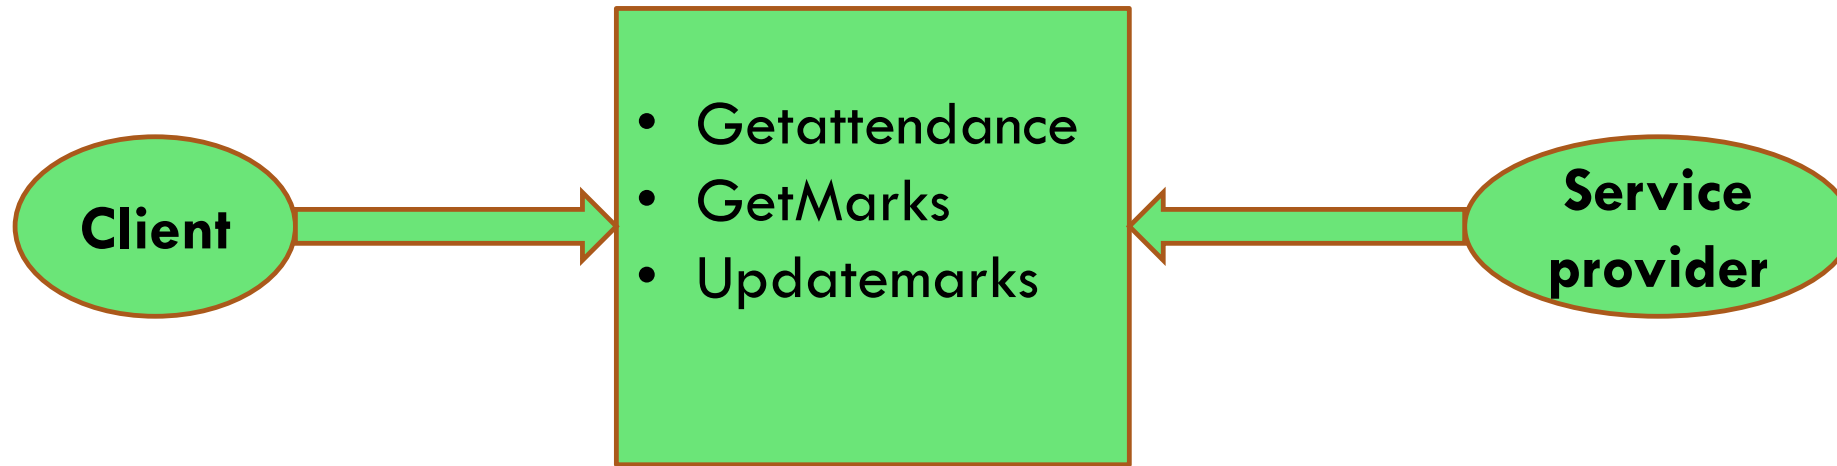 Client
• Getattendance
• GetMarks
• Updatemarks
Service
provider